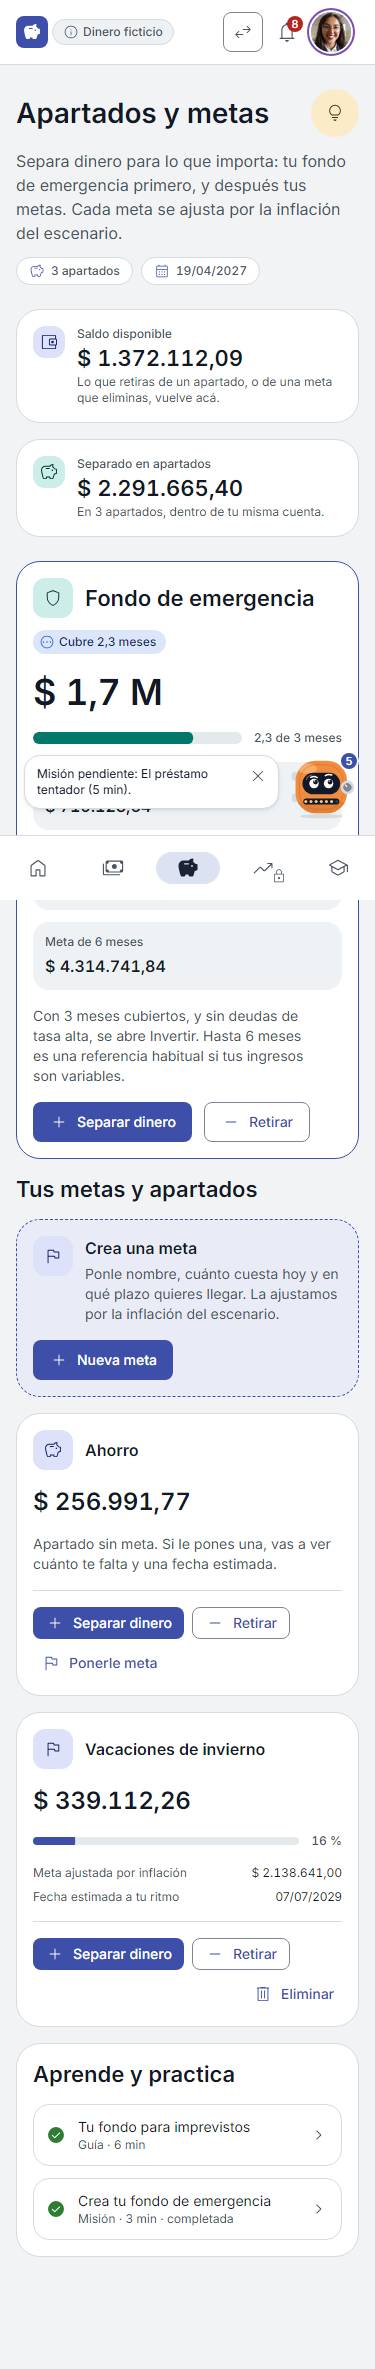 Dinero ficticio
8
Apartados y metas
Separa dinero para lo que importa: tu fondo
de emergencia primero, y después tus
metas. Cada meta se ajusta por la inflación
del escenario.
3 apartados
19/04/2027
Saldo disponible
$ 1.372.112,09
Lo que retiras de un apartado, o de una meta
que eliminas, vuelve acá.
Separado en apartados
$ 2.291.665,40
En 3 apartados, dentro de tu misma cuenta.
Fondo de emergencia
Cubre 2,3 meses
$ 1,7 M
2,3 de 3 meses
Misión pendiente: El préstamo
tentador (5 min).
5
Meta de 6 meses
$ 4.314.741,84
Con 3 meses cubiertos, y sin deudas de
tasa alta, se abre Invertir. Hasta 6 meses
es una referencia habitual si tus ingresos
son variables.
Separar dinero
Retirar
Tus metas y apartados
Crea una meta
Ponle nombre, cuánto cuesta hoy y en
qué plazo quieres llegar. La ajustamos
por la inflación del escenario.
Nueva meta
Ahorro
$ 256.991,77
Apartado sin meta. Si le pones una, vas a ver
cuánto te falta y una fecha estimada.
Separar dinero
Retirar
Ponerle meta
Vacaciones de invierno
$ 339.112,26
16 %
Meta ajustada por inflación $ 2.138.641,00
Fecha estimada a tu ritmo 07/07/2029
Separar dinero
Retirar
Eliminar
Aprende y practica
Tu fondo para imprevistos
Guía · 6 min
Crea tu fondo de emergencia
Misión · 3 min · completada